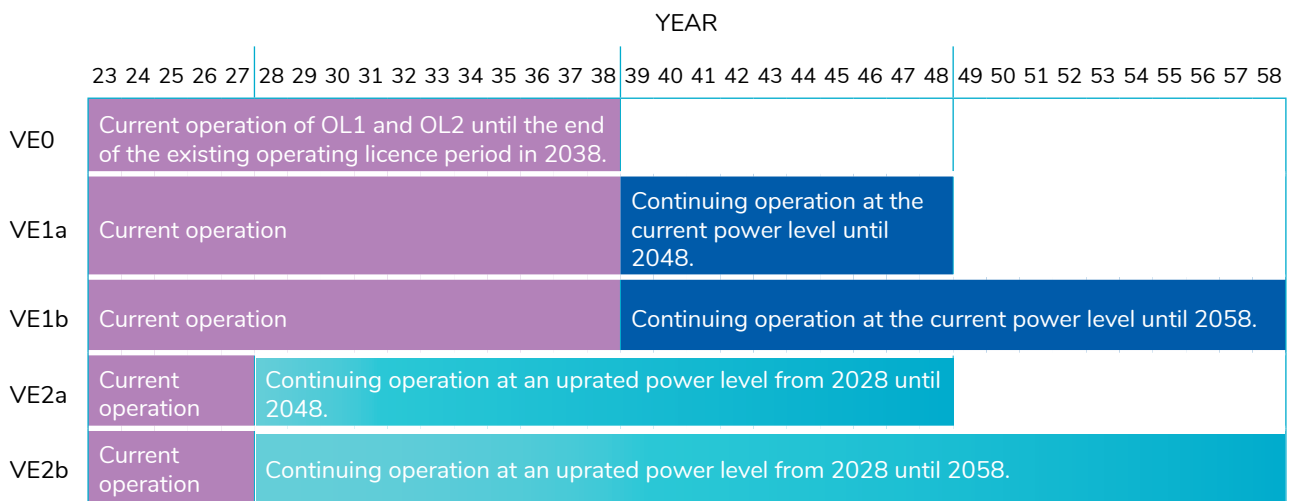 YEAR
23 24 25 26 27 28 29 30 31 32 33 34 35 36 37 38 39 40 41 42 43 44 45 46 47 48 49 50 51 52 53 54 55 56 57 58
VE0
Current operation of OL1 and OL2 until the end
of the existing operating licence period in 2038.
VE1a
Current operation
Continuing operation at the
current power level until
2048.
VE1b
Current operation
Continuing operation at the current power level until 2058.
VE2a
Current
operation
Continuing operation at an uprated power level from 2028 until
2048.
VE2b
Current
operation
Continuing operation at an uprated power level from 2028 until 2058.